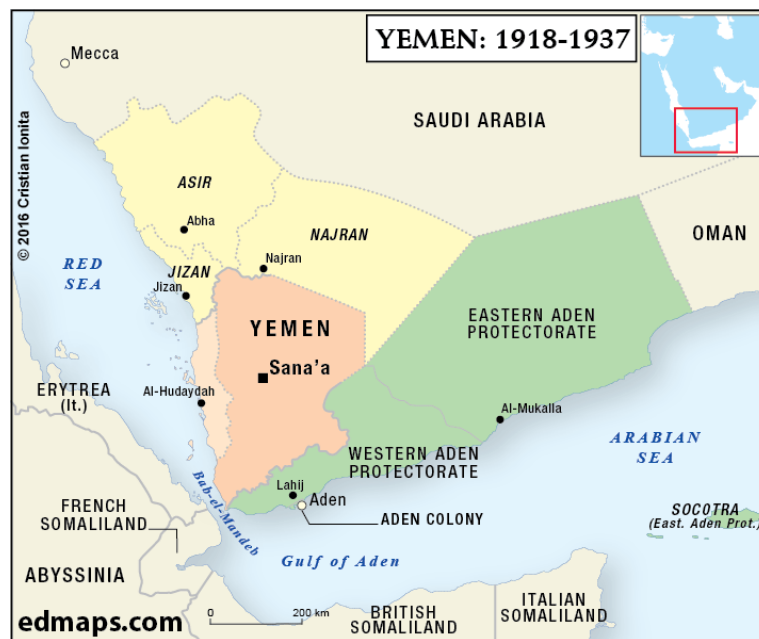 YEMEN: 1918-1937
Mecca
SAUDI ARABIA
© 2016 Cristian Ionita
ASIR
Abha
NAJRAN
OMAN
RED
SEA
JIZAN
Najran
Jizan
YEMEN
EASTERN ADEN
PROTECTORATE
Sana'a
ERYTREA
(It.)
Al-Hudaydah
Al-Mukalla
ARABIAN
SEA
WESTERN ADEN
PROTECTORATE
Lahij
Aden
Bab-el-Mandeb
FRENCH
SOMALILAND
ADEN COLONY
SOCOTRA
(East. Aden Prot.)
Gulf of Aden
ABYSSINIA
edmaps.com
0 200 km
BRITISH
SOMALILAND
ITALIAN
SOMALILAND